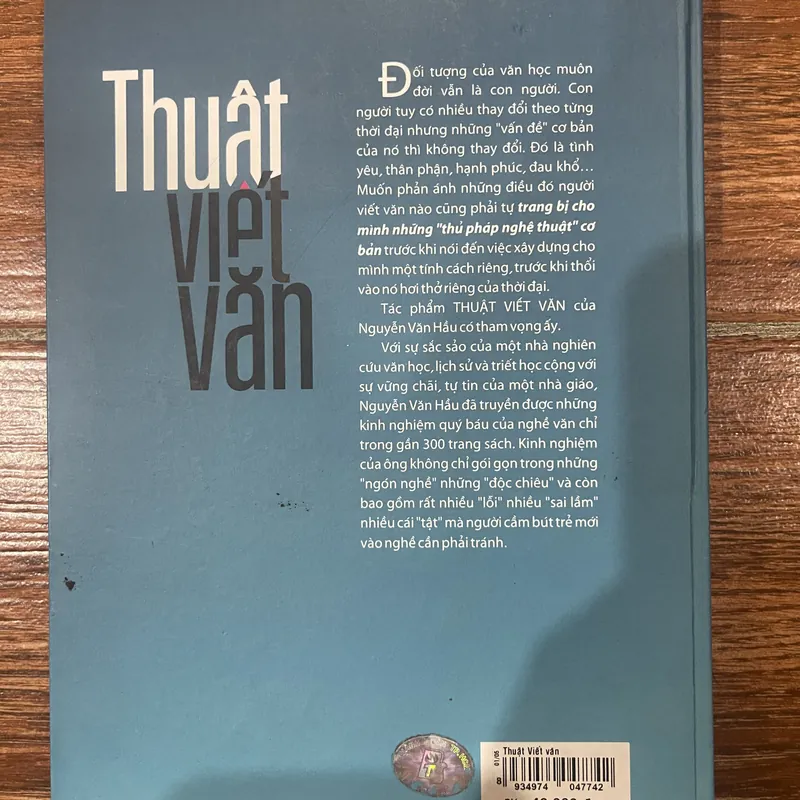 Thuật
viết
văn
Đối tượng của văn học muôn
đời vẫn là con người. Con
người tuy có nhiều thay đổi theo từng
thời đại nhưng những "vấn đề" cơ bản
của nó thì không thay đổi. Đó là tình
yêu, thân phận, hạnh phúc, đau khổ...
Muốn phản ánh những điều đó người
viết văn nào cũng phải tự trang bị cho
mình những "thủ pháp nghệ thuật" cơ
bản trước khi nói đến việc xây dựng cho
mình một tính cách riêng, trước khi thổi
vào nó hơi thở riêng của thời đại.
Tác phẩm THUẬT VIẾT VĂN của
Nguyễn Văn Hầu có tham vọng ấy.
Với sự sắc sảo của một nhà nghiên
cứu văn học, lịch sử và triết học cộng với
sự vững chãi, tự tin của một nhà giáo,
Nguyễn Văn Hầu đã truyền được những
kinh nghiệm quý báu của nghề văn chỉ
trong gần 300 trang sách. Kinh nghiệm
của ông không chỉ gói gọn trong những
"ngón nghề" những "độc chiêu" và còn
bao gồm rất nhiều "lỗi" nhiều "sai lầm"
nhiều cái "tật" mà người cầm bút trẻ mới
vào nghề cần phải tránh.
Thuật Viết văn
01/05
8 934974 047742